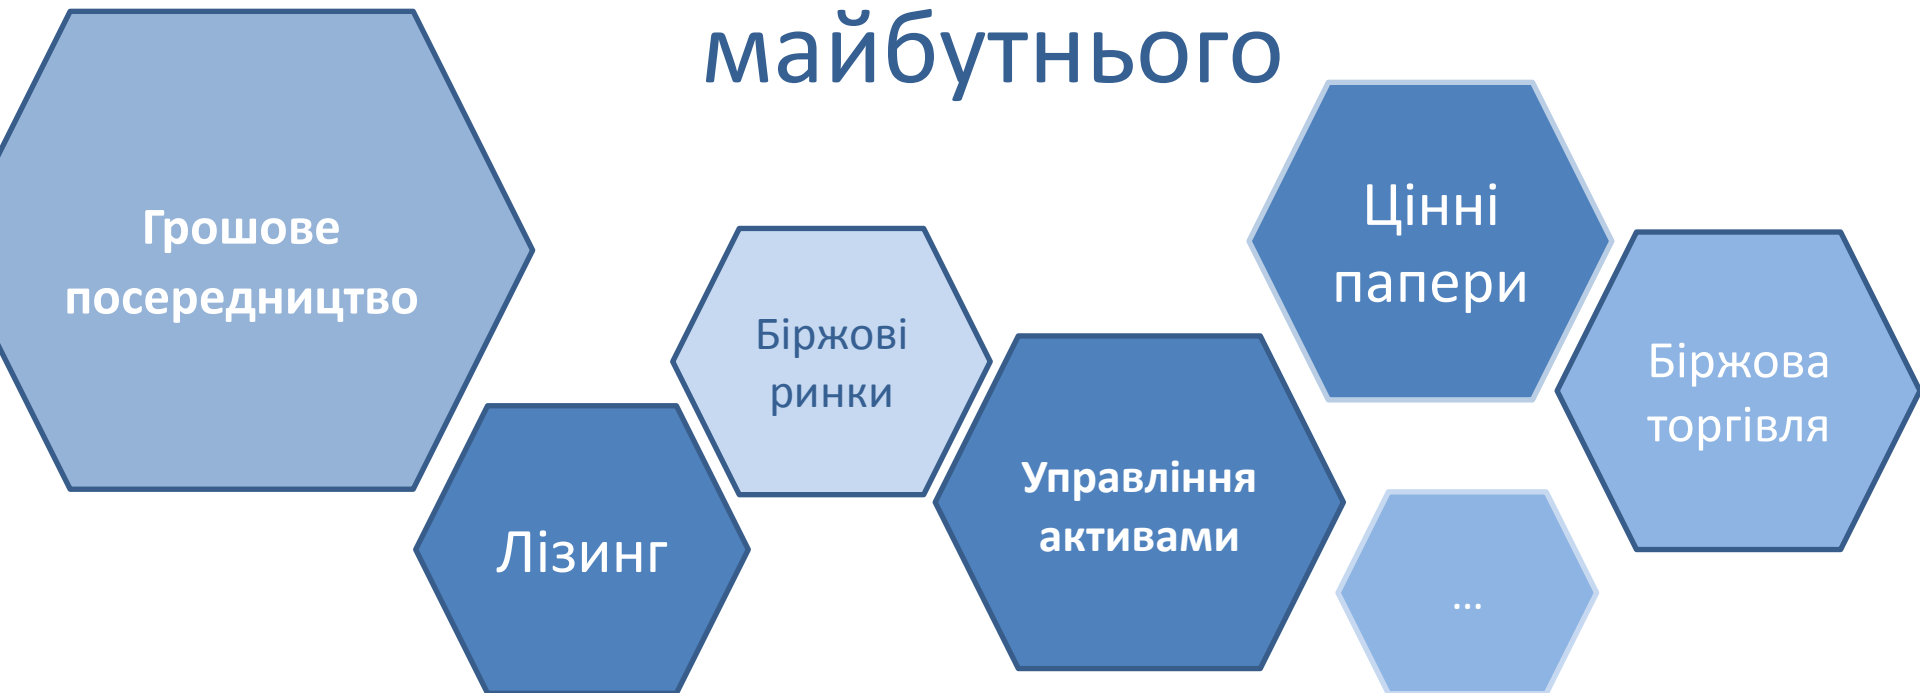 майбутнього
Грошове
посередництво
Лізинг
Біржові
ринки
Управління
активами
Цінні
папери
Біржова
торгівля
...